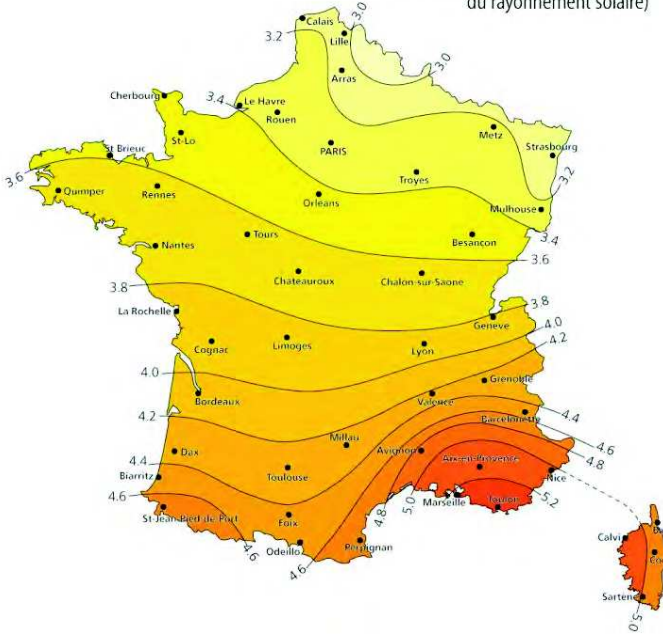 du rayonnement solaire)
Calais
3.0
3.2
Lille
3.0
Arras
Cherbourg
3.4
Le Havre
Rouen
St-Lo
Metz
St Brieuc
PARIS
Strasbourg
3.6
Quimper
Rennes
Troyes
3.2
Orleans
Mulhouse
3.4
Nantes
Tours
Besancon
3.6
Chateauroux
Chalon-sur-Saone
3.8
3.8
La Rochelle
Geneve
4.0
Cognac
Limoges
Lyon
4.2
4.0
Grenoble
Bordeaux
Valence
4.2
4.4
Barcelonette
Millau
4.6
Dax
Avignon
4.8
4.4
Aix-en-Provence
Biarritz
Toulouse
Nice
4.6
Marseille
Toulon
5.2
St-Jean Pied de Port
Foix
4.8
4.6
Odeillo
Perpignan
4.6
Calvi
Sartene
5.0